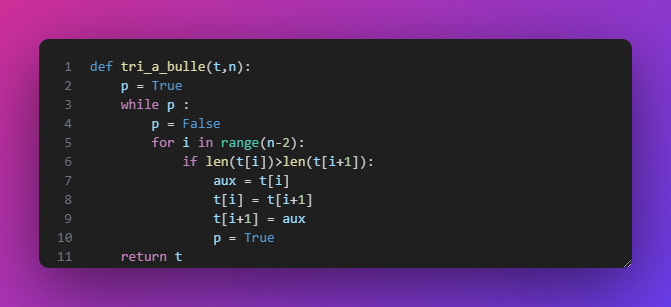 1 def tri_a_bulle(t,n):
2     p = True
3     while p :
4         p = False
5         for i in range(n-2):
6             if len(t[i])>len(t[i+1]):
7                 aux = t[i]
8                 t[i] = t[i+1]
9                 t[i+1] = aux
10                 p = True
11     return t